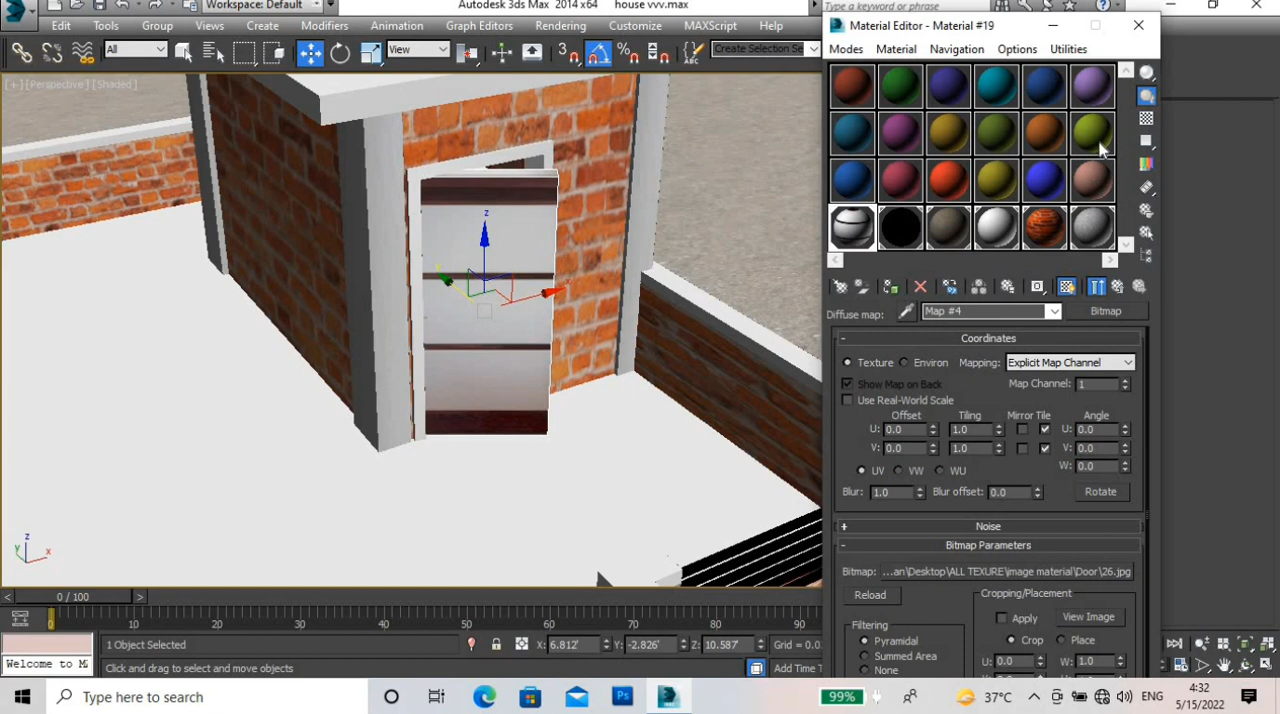 Workspace: Default
Autodesk 3ds Max 2014 x64 house vvv.max
Type a keyword or phrase
Edit Tools Group Views Create Modifiers Animation Graph Editors Rendering Customize MAXScript Help
All View Create Selection Se
[+] [Perspective] [Shaded]
z
x
y
z
x
Material Editor - Material #19
Modes Material Navigation Options Utilities
Diffuse map: Map #4 Bitmap
- Coordinates
Texture Environ Mapping: Explicit Map Channel
Show Map on Back Map Channel: 1
Use Real-World Scale
Offset Tiling Mirror Tile Angle
U: 0.0 1.0 U: 0.0
V: 0.0 1.0 V: 0.0
W: 0.0
UV VW WU
Blur: 1.0 Blur offset: 0.0 Rotate
+ Noise
- Bitmap Parameters
Bitmap: ...an\Desktop\ALL TEXURE\image material\Door\26.jpg
Reload Cropping/Placement
Apply View Image
Filtering
Pyramidal Crop Place
Summed Area U: 0.0 W: 1.0
None
< 0 / 100 >
0 10 20 30 40 50 60 70 80 90
1 Object Selected X: 6.812' Y: -2.826' Z: 10.587' Grid = 0.0
Welcome to M Click and drag to select and move objects Add Time T
Type here to search
99% 37°C ENG
4:32
5/15/2022